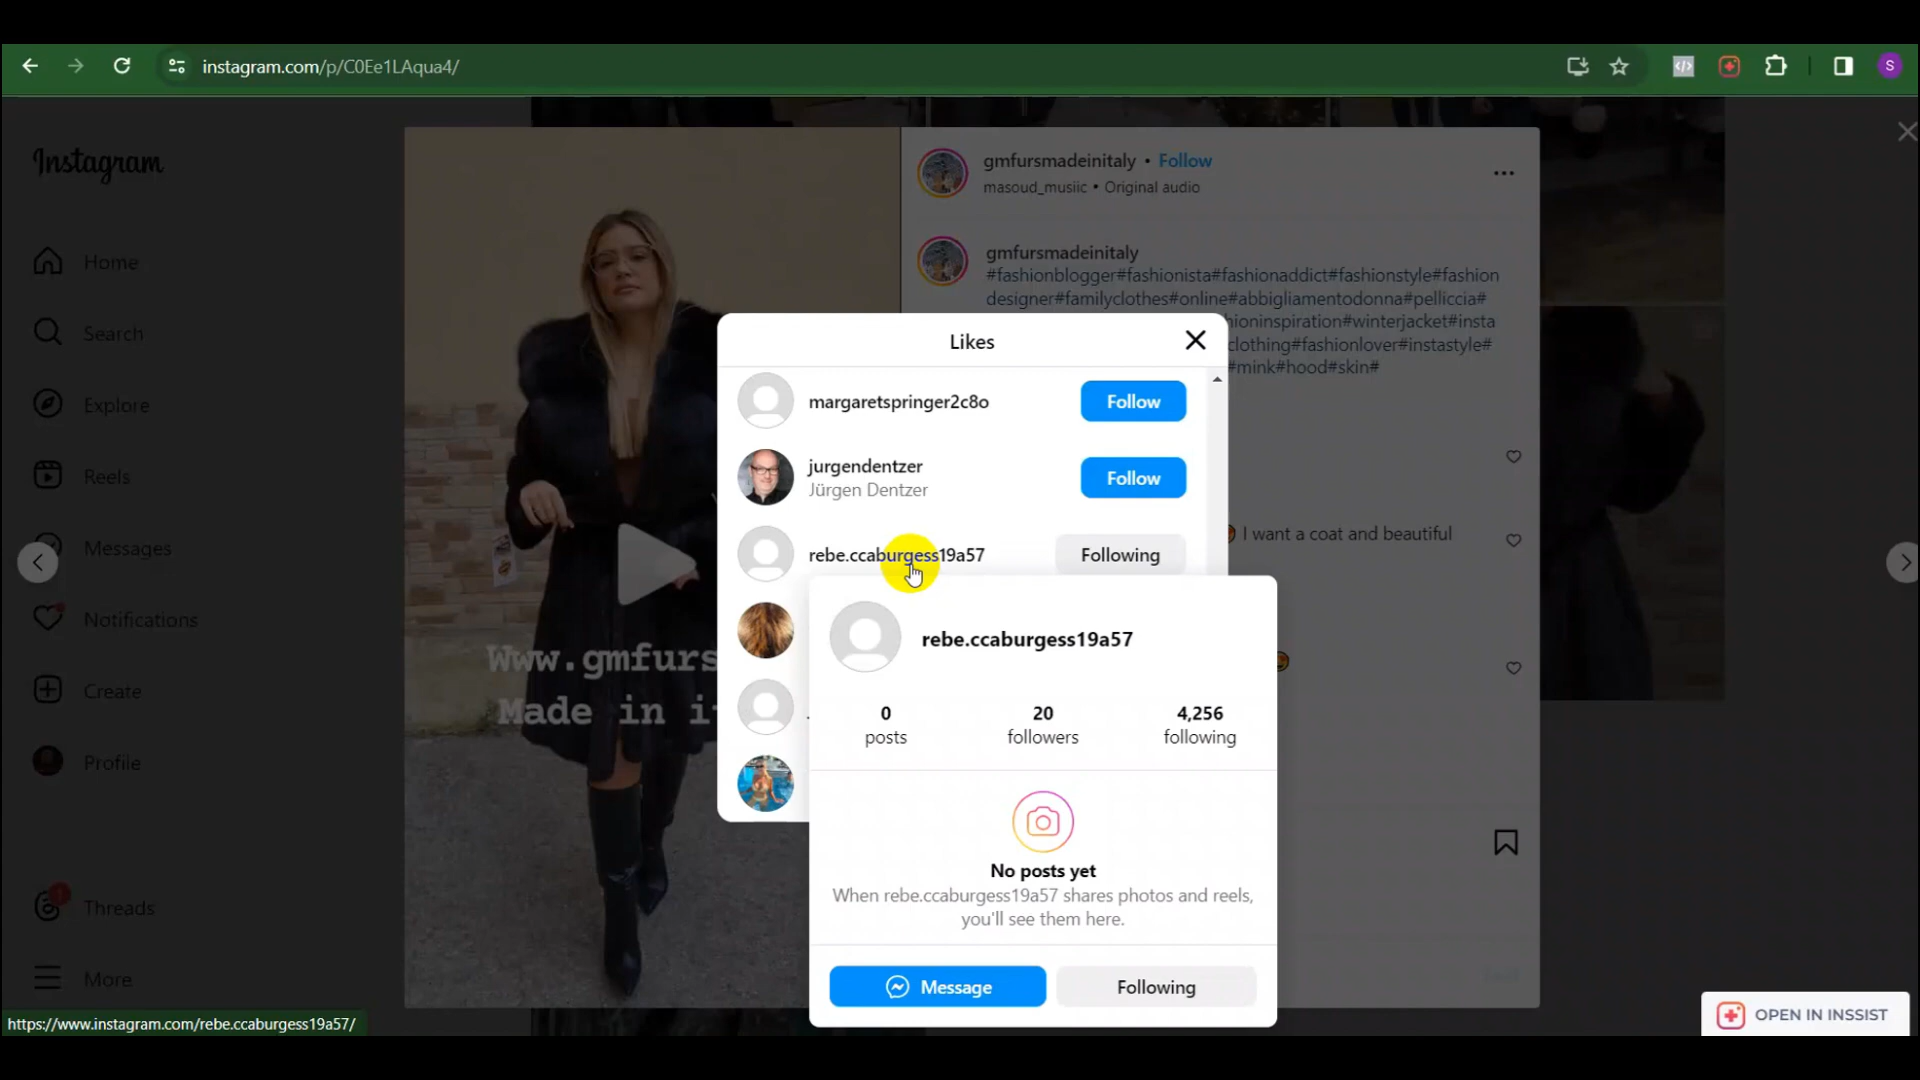 instagram.com/p/C0Ee1LAqua4/
S
Instagram
Home
Search
Explore
Reels
Messages
Notifications
Create
Profile
Threads
More
1
gmfursmadeinitaly • Follow
masoud_musiic • Original audio
gmfursmadeinitaly
#fashionblogger#fashionista#fashionaddict#fashionstyle#fashion
designer#familyclothes#online#abbigliamentodonna#pelliccia#
hioninspiration#winterjacket#insta
clothing#fashionlover#instastyle#
#mink#hood#skin#
I want a coat and beautiful
Www.gmfurs
Made in i
Likes
margaretspringer2c8o
Follow
jurgendentzer
Jürgen Dentzer
Follow
rebe.ccaburgess19a57
Following
rebe.ccaburgess19a57
0 20 4,256
posts followers following
No posts yet
When rebe.ccaburgess19a57 shares photos and reels,
you'll see them here.
Message
Following
https://www.instagram.com/rebe.ccaburgess19a57/
OPEN IN INSSIST